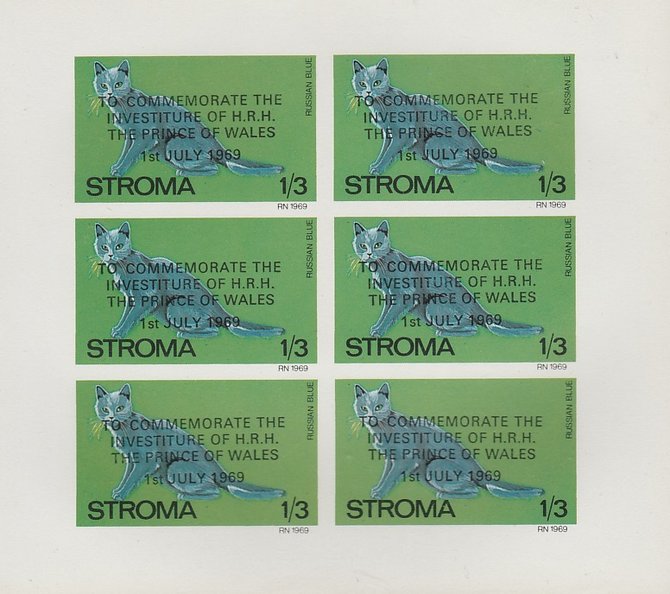 TO COMMEMORATE THE
INVESTITURE OF H.R.H.
THE PRINCE OF WALES
1st JULY 1969
RUSSIAN BLUE
STROMA 1/3
RN 1969
TO COMMEMORATE THE
INVESTITURE OF H.R.H.
THE PRINCE OF WALES
1st JULY 1969
RUSSIAN BLUE
STROMA 1/3
RN 1969
TO COMMEMORATE THE
INVESTITURE OF H.R.H.
THE PRINCE OF WALES
1st JULY 1969
RUSSIAN BLUE
STROMA 1/3
RN 1969
TO COMMEMORATE THE
INVESTITURE OF H.R.H.
THE PRINCE OF WALES
1st JULY 1969
RUSSIAN BLUE
STROMA 1/3
RN 1969
TO COMMEMORATE THE
INVESTITURE OF H.R.H.
THE PRINCE OF WALES
1st JULY 1969
RUSSIAN BLUE
STROMA 1/3
RN 1969
TO COMMEMORATE THE
INVESTITURE OF H.R.H.
THE PRINCE OF WALES
1st JULY 1969
RUSSIAN BLUE
STROMA 1/3
RN 1969